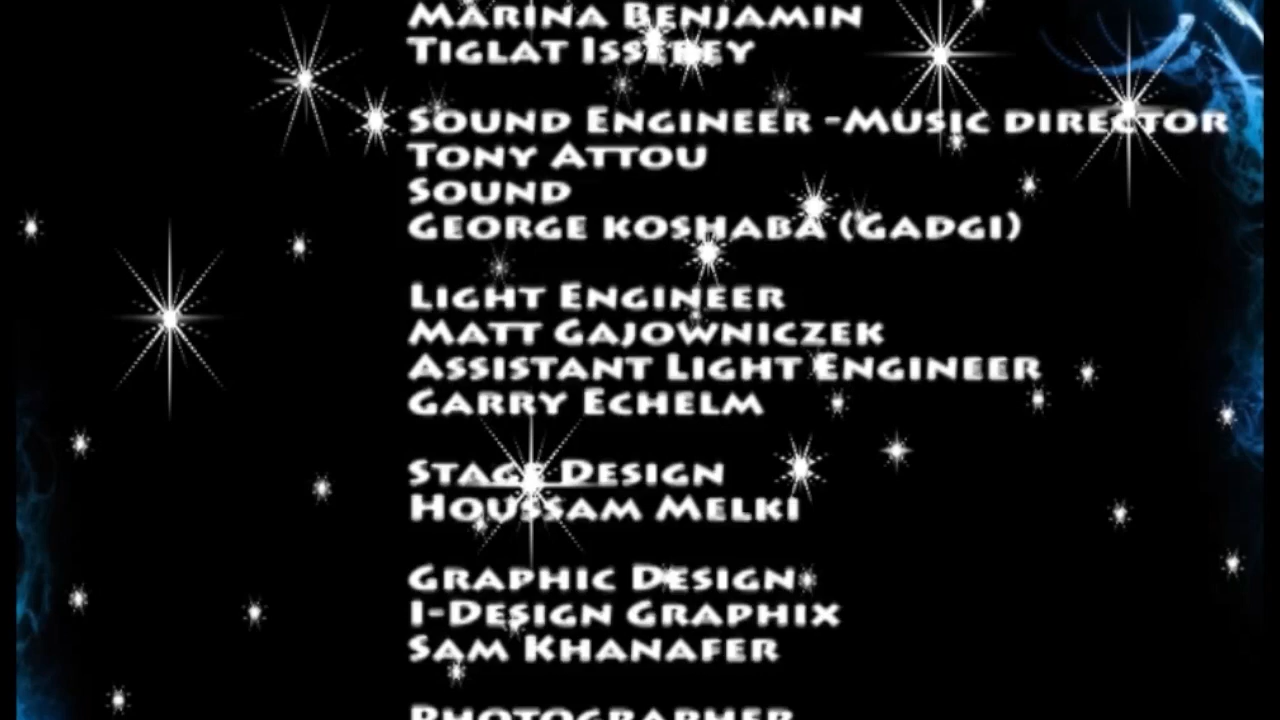 Marina Benjamin
Tiglat Isserey
Sound Engineer -Music director
Tony Attou
Sound
George koshaba (Gadgi)
Light Engineer
Matt Gajowniczek
Assistant Light Engineer
Garry Echelm
Stage Design
Houssam Melki
Graphic Design
I-Design Graphix
Sam Khanafer
Photographer